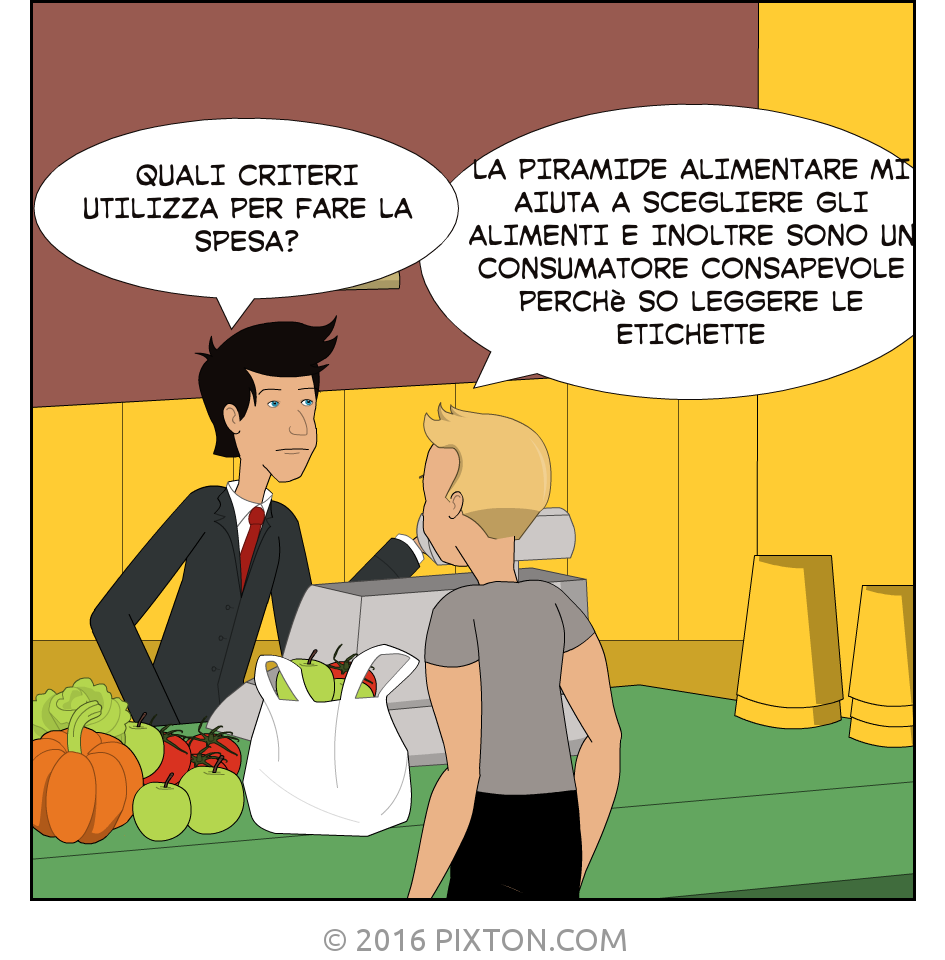 QUALI CRITERI
UTILIZZA PER FARE LA
SPESA?
LA PIRAMIDE ALIMENTARE MI
AIUTA A SCEGLIERE GLI
ALIMENTI E INOLTRE SONO UN
CONSUMATORE CONSAPEVOLE
PERCHè SO LEGGERE LE
ETICHETTE
© 2016 PIXTON.COM